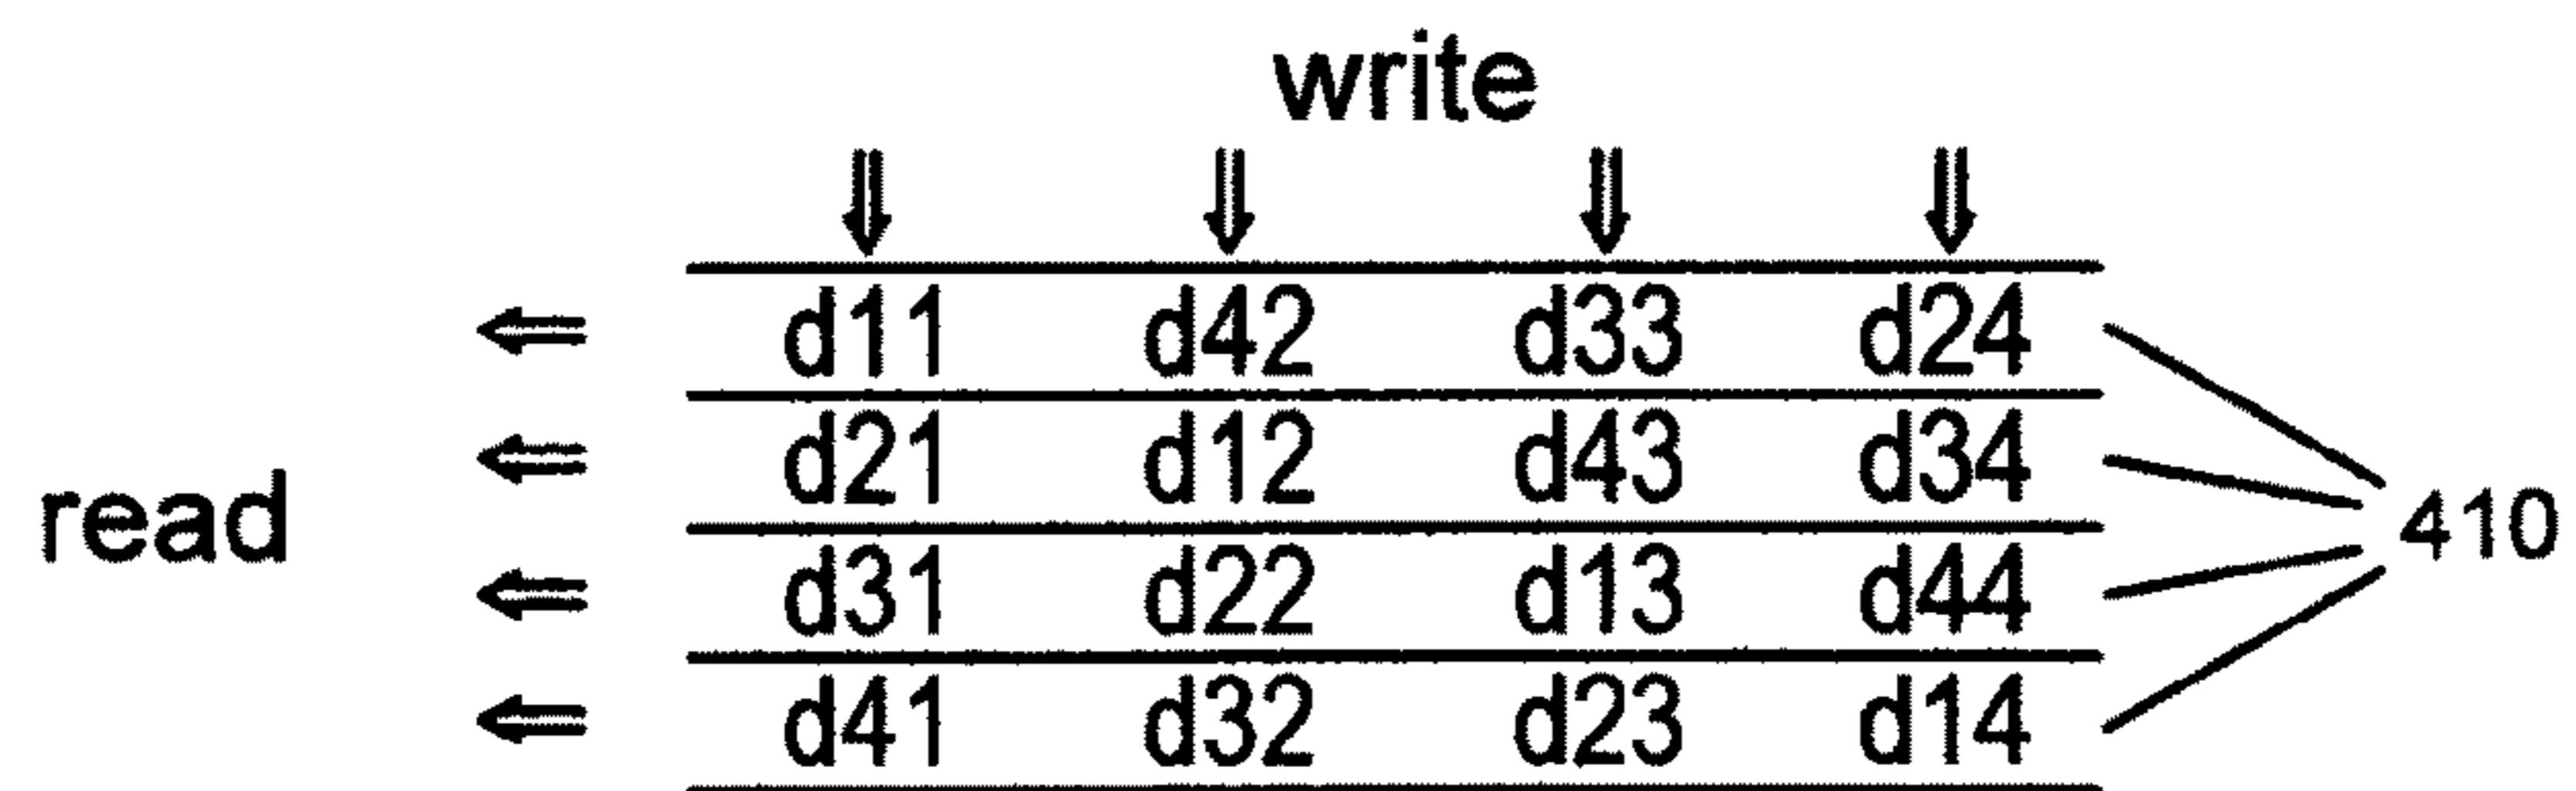 write
d11 d42 d33 d24
d21 d12 d43 d34
read 410
d31 d22 d13 d44
d41 d32 d23 d14